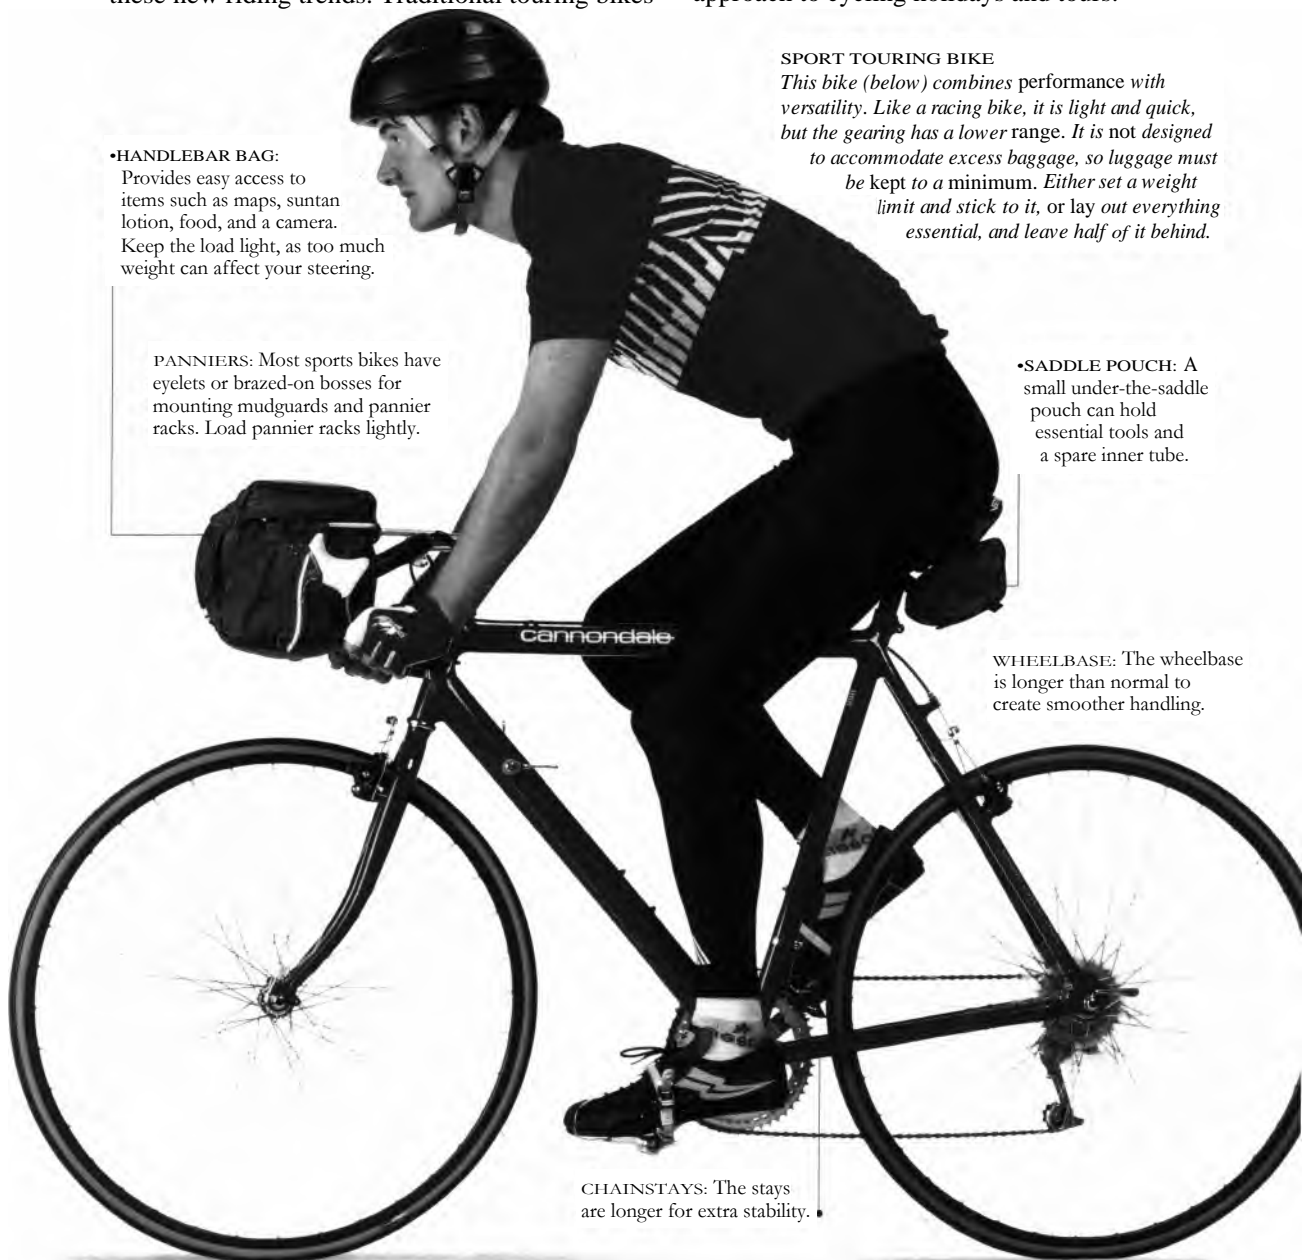 these new riding trends. Traditional touring bikes
approach to cycling holidays and tours.
SPORT TOURING BIKE
This bike (below) combines performance with
versatility. Like a racing bike, it is light and quick,
but the gearing has a lower range. It is not designed
to accommodate excess baggage, so luggage must
be kept to a minimum. Either set a weight
limit and stick to it, or lay out everything
essential, and leave half of it behind.
•HANDLEBAR BAG:
Provides easy access to
items such as maps, suntan
lotion, food, and a camera.
Keep the load light, as too much
weight can affect your steering.
PANNIERS: Most sports bikes have
eyelets or brazed-on bosses for
mounting mudguards and pannier
racks. Load pannier racks lightly.
•SADDLE POUCH: A
small under-the-saddle
pouch can hold
essential tools and
a spare inner tube.
cannondale
WHEELBASE: The wheelbase
is longer than normal to
create smoother handling.
CHAINSTAYS: The stays
are longer for extra stability.